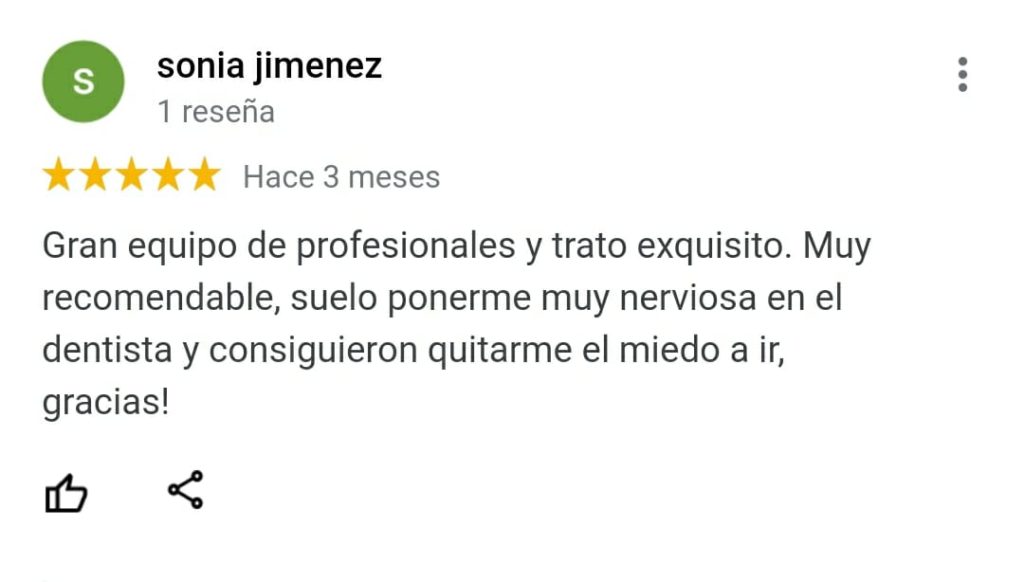 S
sonia jimenez
1 reseña
Hace 3 meses
Gran equipo de profesionales y trato exquisito. Muy
recomendable, suelo ponerme muy nerviosa en el
dentista y consiguieron quitarme el miedo a ir,
gracias!